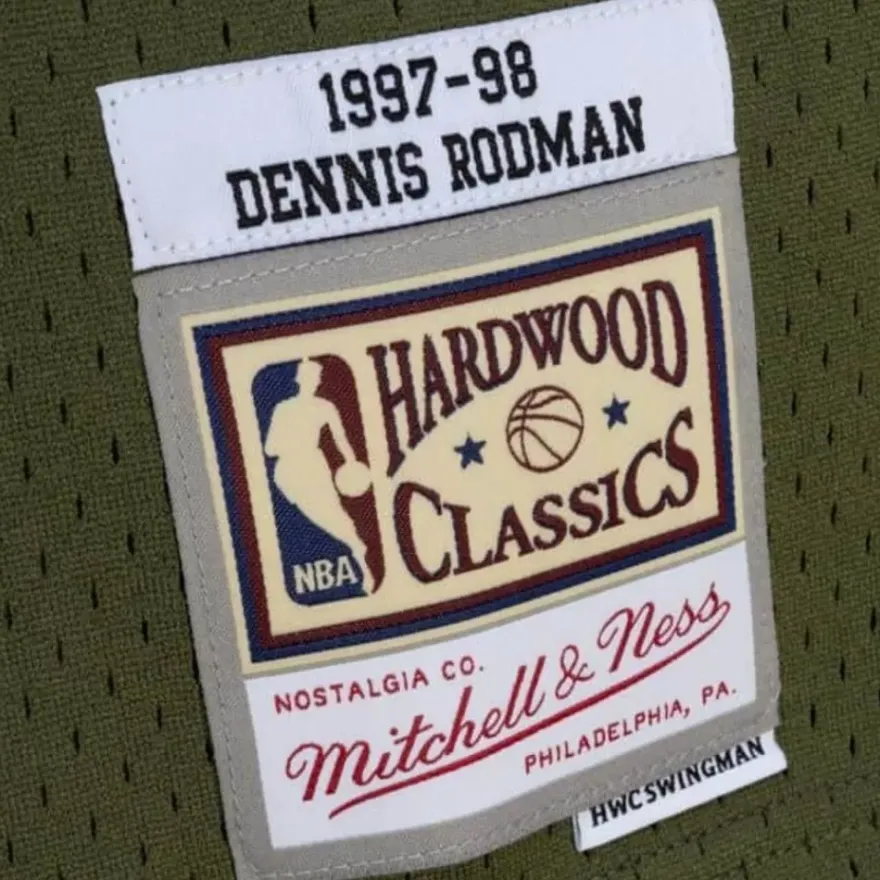 1997-98
DENNIS RODMAN
HARDWOOD
CLASSICS
NBA
NOSTALGIA CO.
Mitchell & Ness
PHILADELPHIA, PA.
HWCSWINGMAN